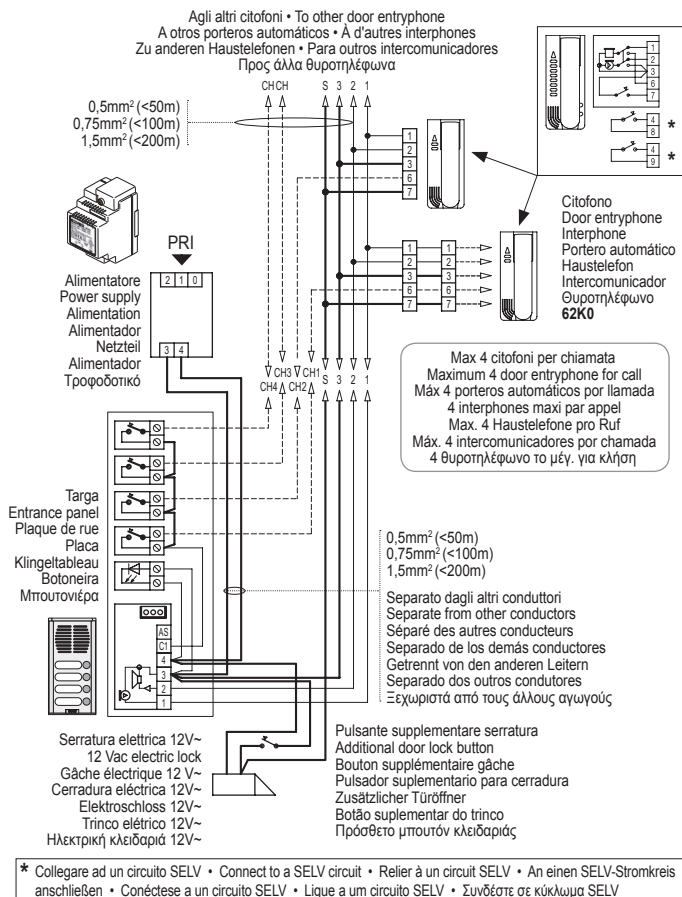 Agli altri citofoni • To other door entryphone
A otros porteros automáticos • À d'autres interphones
Zu anderen Haustelefonen • Para outros intercomunicadores
Προς άλλα θυροτηλέφωνα
CH CH S 3 2 1
0,5mm² (<50m)
0,75mm² (<100m)
1,5mm² (<200m)
1
2
3
6
7
4
8
*
4
9
*
1
2
3
6
7
Citofono
Door entryphone
Interphone
Portero automático
Haustelefon
Intercomunicador
Θυροτηλέφωνο
62K0
1 1
2 2
3 3
6 6
7 7
PRI
2 1 0
3 4
Alimentatore
Power supply
Alimentation
Alimentador
Netzteil
Alimentador
Τροφοδοτικό
CH3 CH1 S 3 2 1
CH4 CH2
Max 4 citofoni per chiamata
Maximum 4 door entryphone for call
Máx 4 porteros automáticos por llamada
4 interphones maxi par appel
Max. 4 Haustelefone pro Ruf
Máx. 4 intercomunicadores por chamada
4 θυροτηλέφωνο το μέγ. για κλήση
Targa
Entrance panel
Plaque de rue
Placa
Klingeltableau
Botoneira
Μπουτονιέρα
AS
C1
4
3
2
1
0,5mm² (<50m)
0,75mm² (<100m)
1,5mm² (<200m)
Separato dagli altri conduttori
Separate from other conductors
Séparé des autres conducteurs
Separado de los demás conductores
Getrennt von den anderen Leitern
Separado dos outros condutores
Ξεχωριστά από τους άλλους αγωγούς
Serratura elettrica 12V~
12 Vac electric lock
Gâche électrique 12 V~
Cerradura eléctrica 12V~
Elektroschloss 12V~
Trinco elétrico 12V~
Ηλεκτρική κλειδαριά 12V~
Pulsante supplementare serratura
Additional door lock button
Bouton supplémentaire gâche
Pulsador suplementario para cerradura
Zusätzlicher Türöffner
Botão suplementar do trinco
Πρόσθετο μπουτόν κλειδαριάς
* Collegare ad un circuito SELV • Connect to a SELV circuit • Relier à un circuit SELV • An einen SELV-Stromkreis
anschließen • Conéctese a un circuito SELV • Ligue a um circuito SELV • Συνδέστε σε κύκλωμα SELV